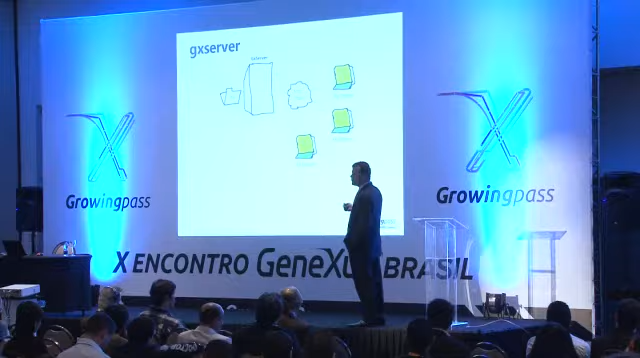 gxserver
Growingpass
Growingpass
X ENCONTRO GeneXus BRASIL